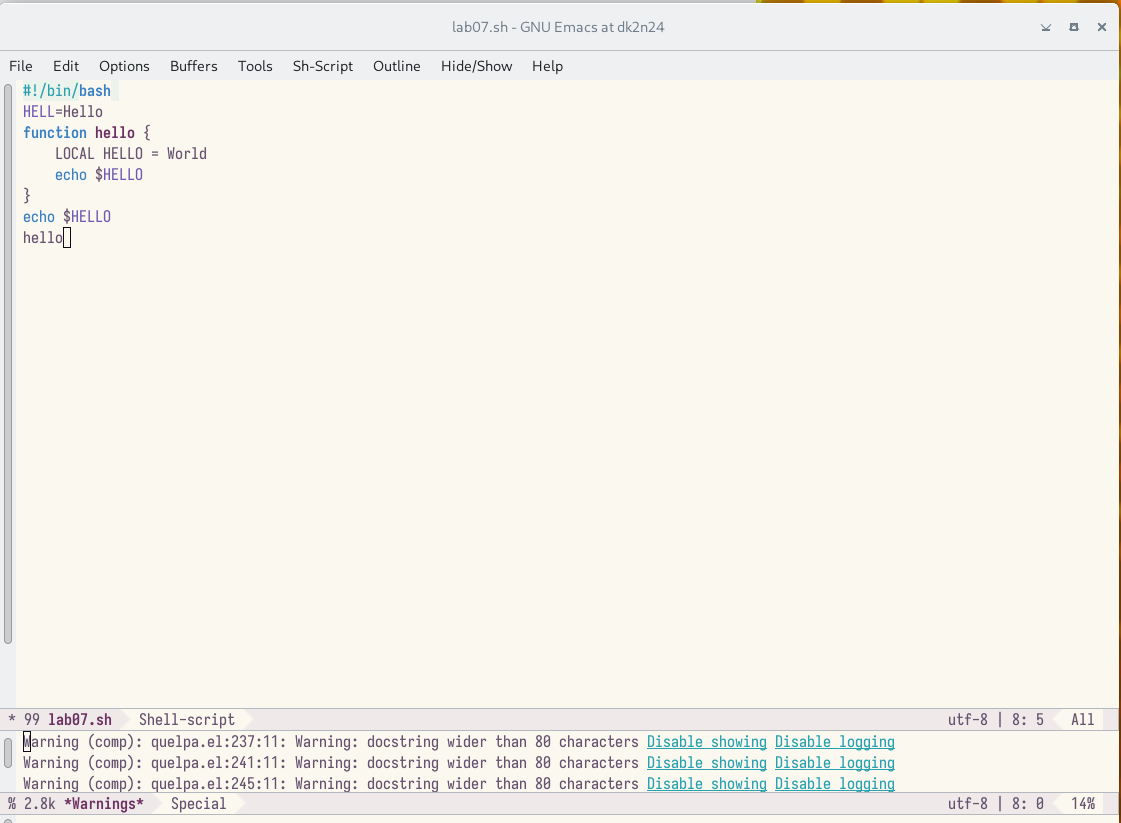 lab07.sh - GNU Emacs at dk2n24
File Edit Options Buffers Tools Sh-Script Outline Hide/Show Help
#!/bin/bash
HELL=Hello
function hello {
    LOCAL HELLO = World
    echo $HELLO
}
echo $HELLO
hello
* 99 lab07.sh Shell-script utf-8 | 8: 5 All
Warning (comp): quelpa.el:237:11: Warning: docstring wider than 80 characters Disable showing Disable logging
Warning (comp): quelpa.el:241:11: Warning: docstring wider than 80 characters Disable showing Disable logging
Warning (comp): quelpa.el:245:11: Warning: docstring wider than 80 characters Disable showing Disable logging
% 2.8k *Warnings* Special utf-8 | 8: 0 14%